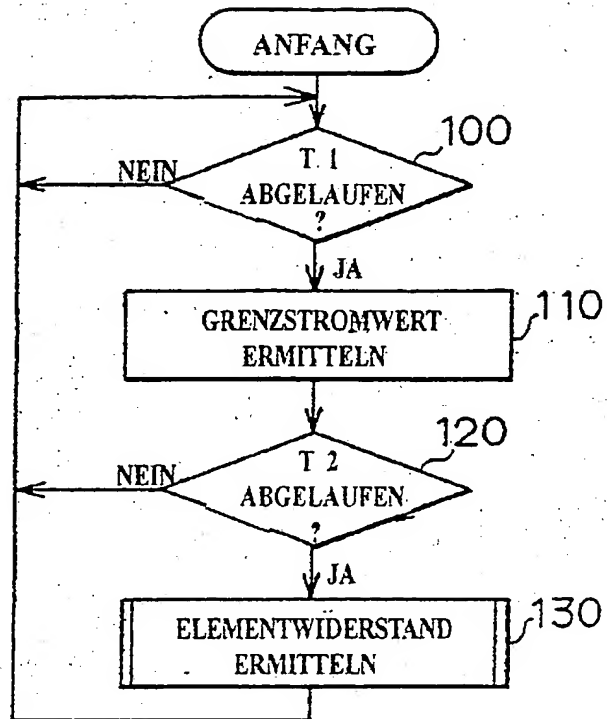 ANFANG
100
NEIN
T. 1
ABGELAUFEN
?
JA
110
GRENZSTROMWERT
ERMITTELN
120
NEIN
T 2
ABGELAUFEN
?
JA
130
ELEMENTWIDERSTAND
ERMITTELN